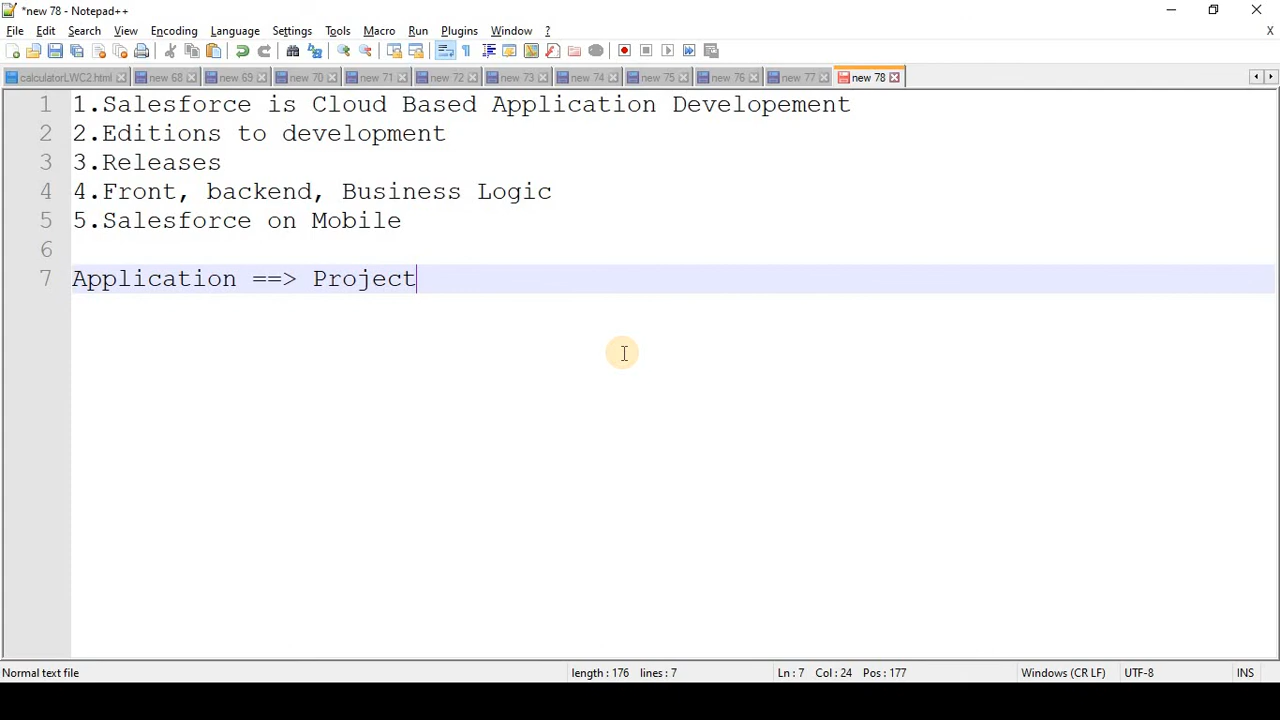 *new 78 - Notepad++
File Edit Search View Encoding Language Settings Tools Macro Run Plugins Window ? X
calculatorLWC2.html new 68 new 69 new 70 new 71 new 72 new 73 new 74 new 75 new 76 new 77 new 78
1 1.Salesforce is Cloud Based Application Developement
2 2.Editions to development
3 3.Releases
4 4.Front, backend, Business Logic
5 5.Salesforce on Mobile
6
7 Application ==> Project
Normal text file length : 176 lines : 7 Ln : 7 Col : 24 Pos : 177 Windows (CR LF) UTF-8 INS